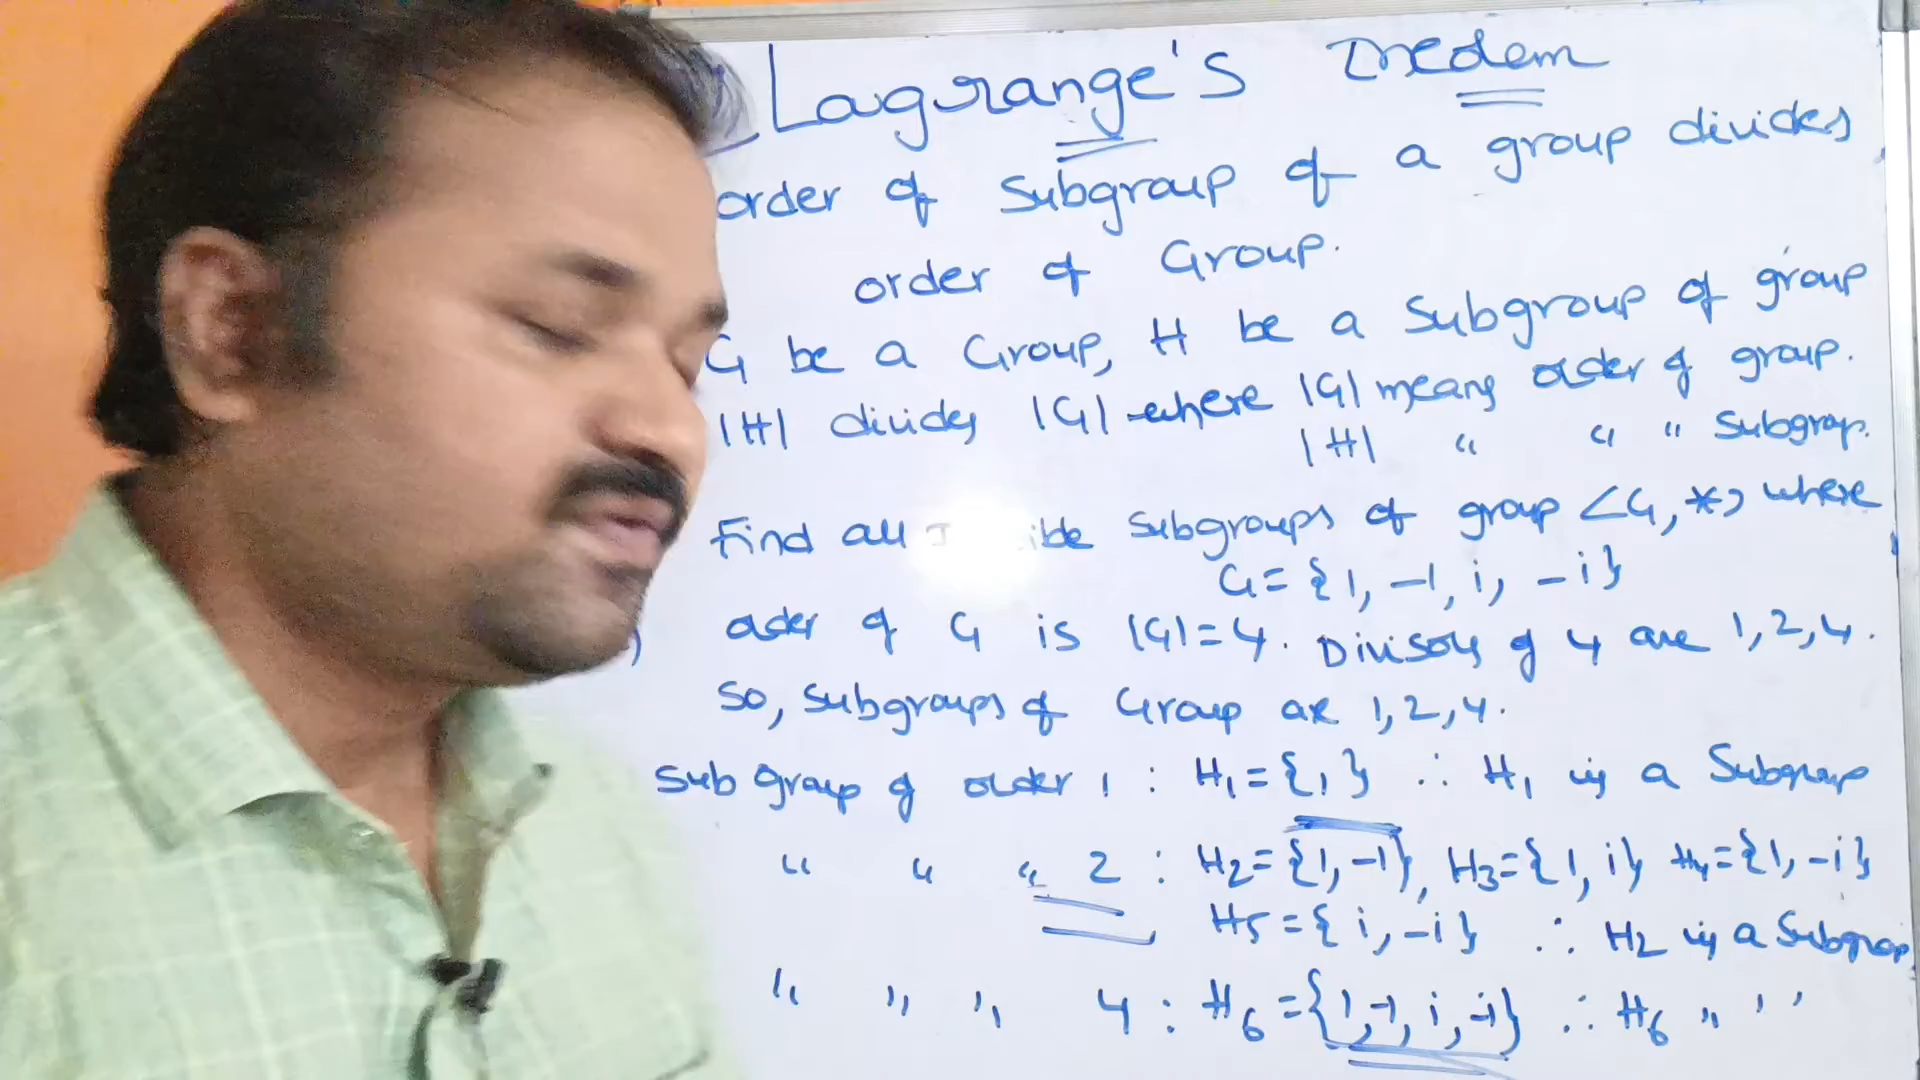 Lagrange's Theorem
order of subgroup of a group divides
order of Group.
G be a Group, H be a subgroup of group
|H| divides |G| where |G| means order of group.
|H| " " " Subgroup.
Find all subgroups of group <G, *> where
G = {1, -1, i, -i}
order of G is |G| = 4. Divisors of 4 are 1, 2, 4.
So, subgroups of Group are 1, 2, 4.
Sub group of order 1 : H1 = {1} ∴ H1 is a Subgroup
" " " 2 : H2 = {1, -1}, H3 = {1, i} H4 = {1, -i}
H5 = {i, -i} ∴ H2 is a Subgroup
" " " 4 : H6 = {1, -1, i, -i} ∴ H6 " " "